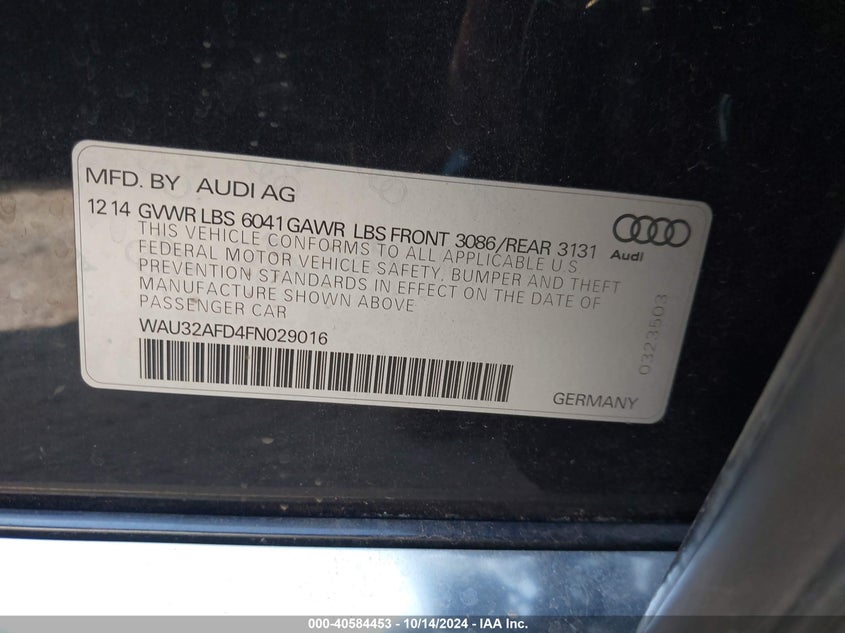 MFD. BY AUDI AG
12 14 GVWR LBS 6041 GAWR LBS FRONT 3086/REAR 3131
THIS VEHICLE CONFORMS TO ALL APPLICABLE U.S
FEDERAL MOTOR VEHICLE SAFETY, BUMPER AND THEFT
PREVENTION STANDARDS IN EFFECT ON THE DATE OF
MANUFACTURE SHOWN ABOVE
PASSENGER CAR
WAU32AFD4FN029016
Audi
0323503
GERMANY
000-40584453 - 10/14/2024 - IAA Inc.